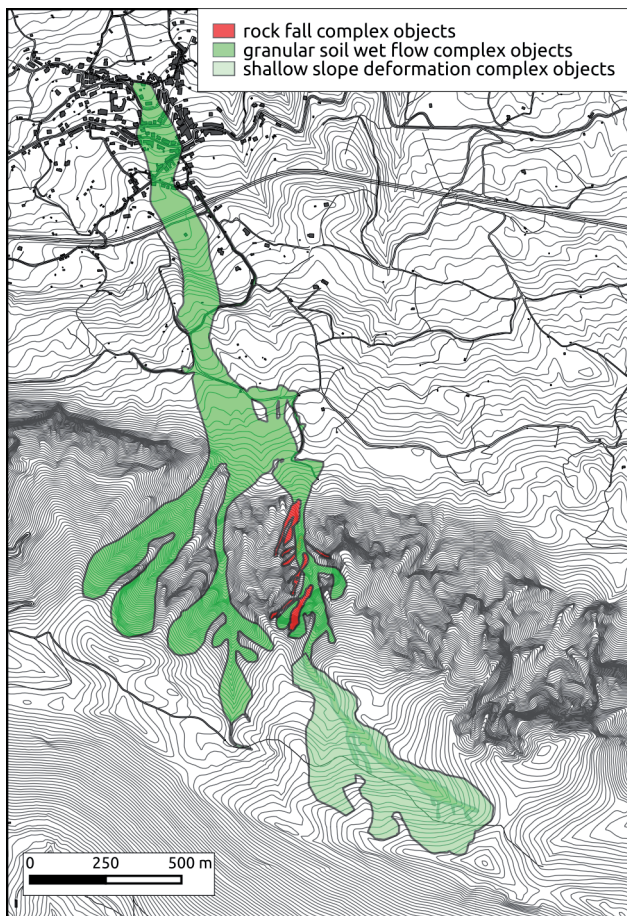 rock fall complex objects
granular soil wet flow complex objects
shallow slope deformation complex objects
0 250 500 m